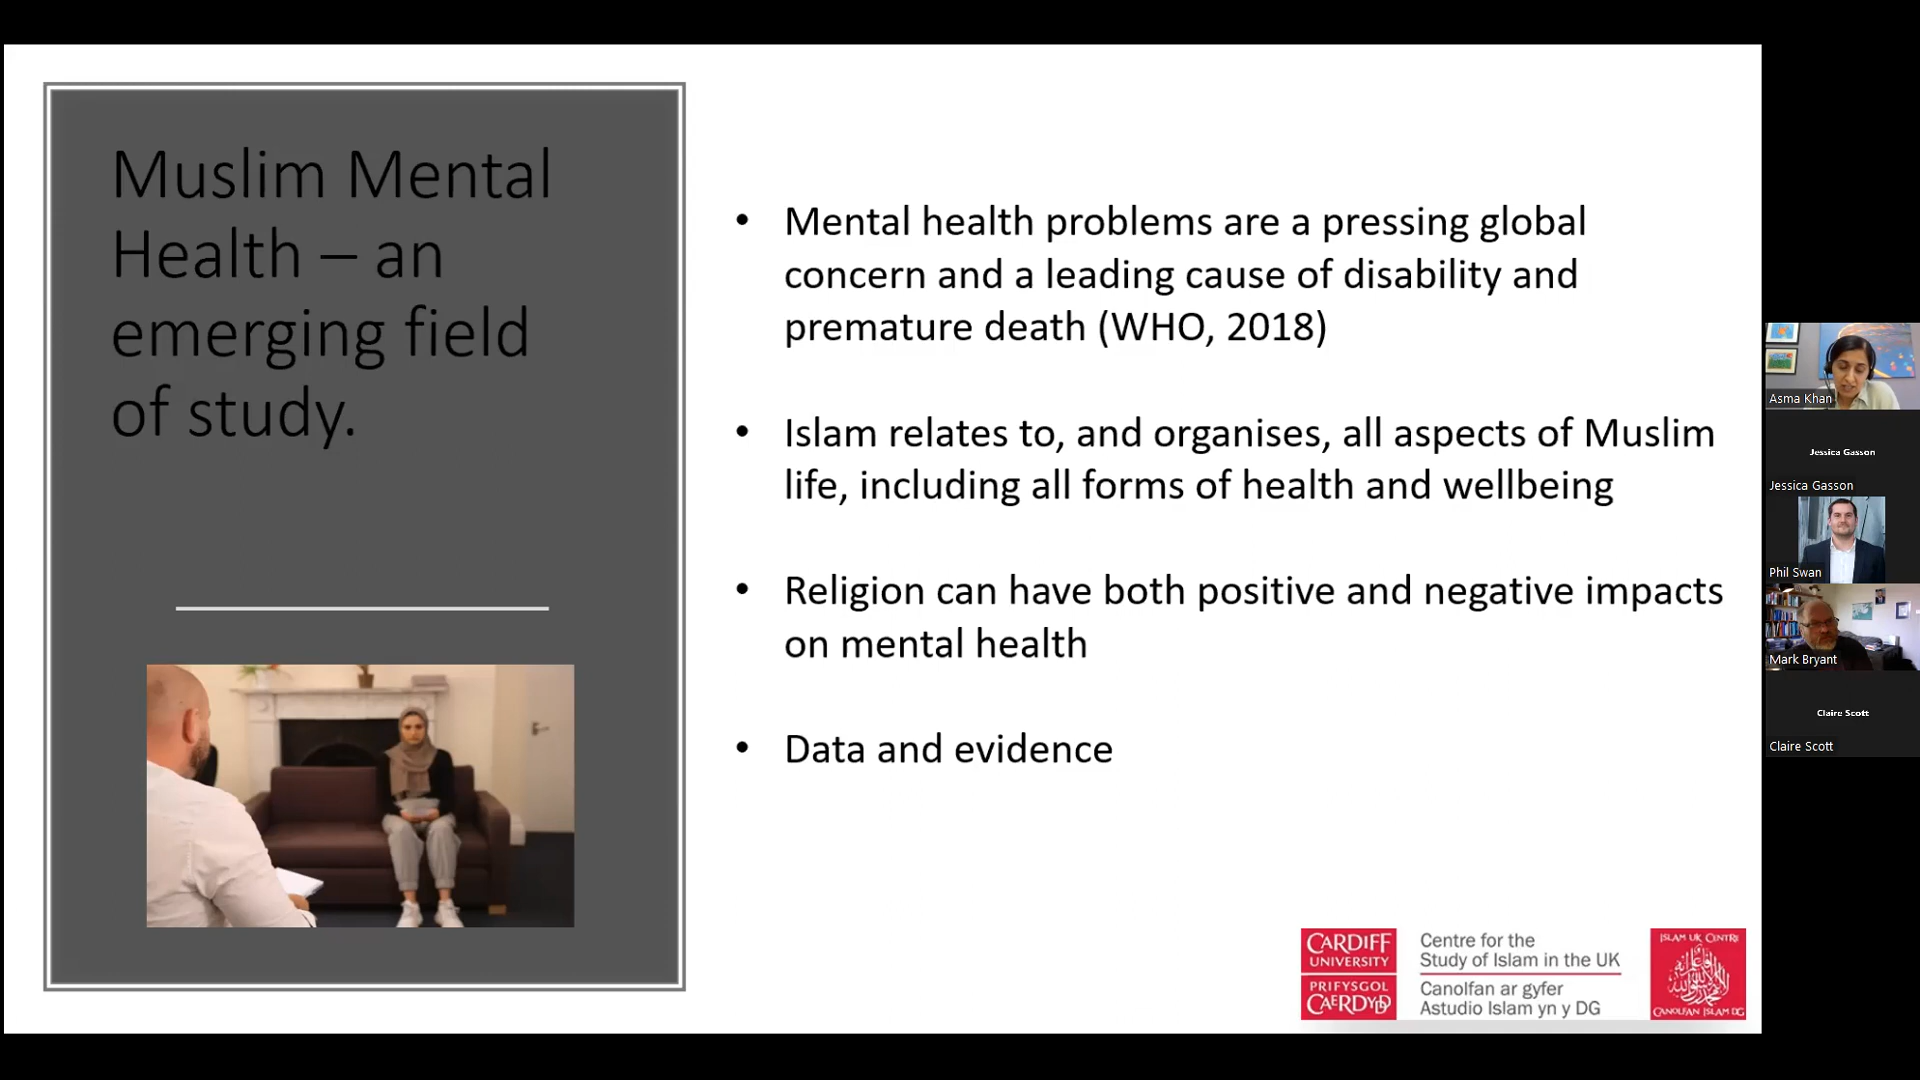 Muslim Mental
Health – an
emerging field
of study.
• Mental health problems are a pressing global
concern and a leading cause of disability and
premature death (WHO, 2018)
• Islam relates to, and organises, all aspects of Muslim
life, including all forms of health and wellbeing
• Religion can have both positive and negative impacts
on mental health
• Data and evidence
CARDIFF
UNIVERSITY
PRIFYSGOL
CAERDYDD
Centre for the
Study of Islam in the UK
Canolfan ar gyfer
Astudio Islam yn y DG
ISLAM UK CENTRE
CANOLFAN ISLAM DG
Asma Khan
Jessica Gasson
Jessica Gasson
Phil Swan
Mark Bryant
Claire Scott
Claire Scott